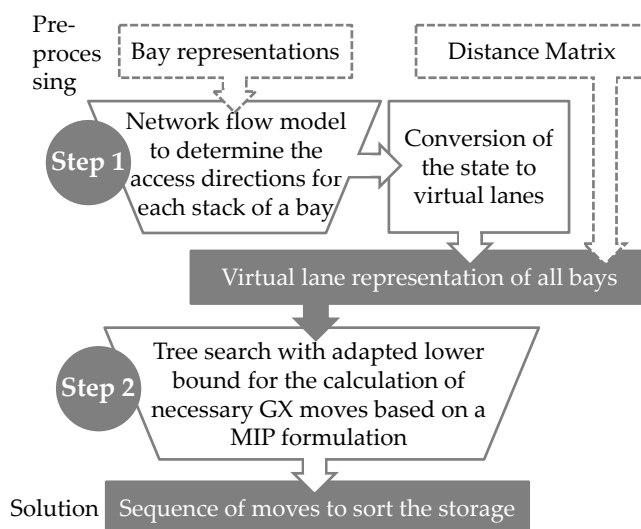 Pre-
proces
sing
Bay representations
Distance Matrix
Step 1
Network flow model
to determine the
access directions for
each stack of a bay
Conversion of
the state to
virtual lanes
Virtual lane representation of all bays
Step 2
Tree search with adapted lower
bound for the calculation of
necessary GX moves based on a
MIP formulation
Solution
Sequence of moves to sort the storage